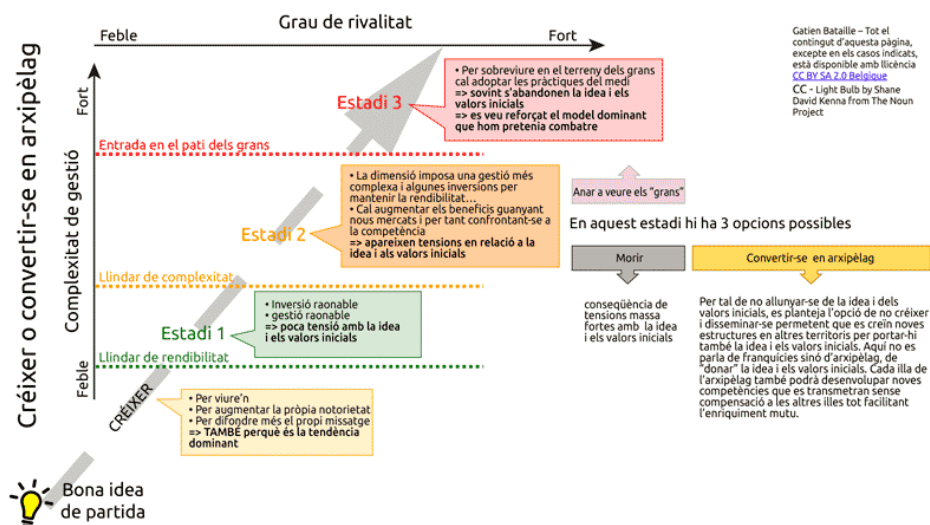 Créixer o convertir-se en arxipèlag
Grau de rivalitat
Feble
Fort
Complexitat de gestió
Fort
Feble
Gatien Bataille – Tot el
contingut d'aquesta pàgina,
excepte en els casos indicats,
està disponible amb llicència
CC BY SA 2.0 Belgique
CC - Light Bulb by Shane
David Kenna from The Noun
Project
Estadi 3
• Per sobreviure en el terreny dels grans
cal adoptar les pràctiques del medi
=> sovint s'abandonen la idea i els
valors inicials
=> es veu reforçat el model dominant
que hom pretenia combatre
Entrada en el pati dels grans
Estadi 2
• La dimensió imposa una gestió més
complexa i algunes inversions per
mantenir la rendibilitat...
• Cal augmentar els beneficis guanyant
nous mercats i per tant confrontant-se a
la competència
=> apareixen tensions en relació a la
idea i als valors inicials
Anar a veure els "grans"
En aquest estadi hi ha 3 opcions possibles
Morir
conseqüència de
tensions massa
fortes amb la idea
i els valors inicials
Convertir-se en arxipèlag
Per tal de no allunyar-se de la idea i dels
valors inicials, es planteja l'opció de no créixer
i disseminar-se permetent que es creïn noves
estructures en altres territoris per portar-hi
també la idea i els valors inicials. Aquí no es
parla de franquícies sinó d'arxipèlag, de
"donar" la idea i els valors inicials. Cada illa de
l'arxipèlag també podrà desenvolupar noves
competències que es transmetran sense
compensació a les altres illes tot facilitant
l'enriquiment mutu.
Llindar de complexitat
Estadi 1
• Inversió raonable
• gestió raonable
=> poca tensió amb la idea
i els valors inicials
Llindar de rendibilitat
CRÉIXER
• Per viure'n
• Per augmentar la pròpia notorietat
• Per difondre més el propi missatge
=> TAMBÉ perquè és la tendència
dominant
Bona idea
de partida